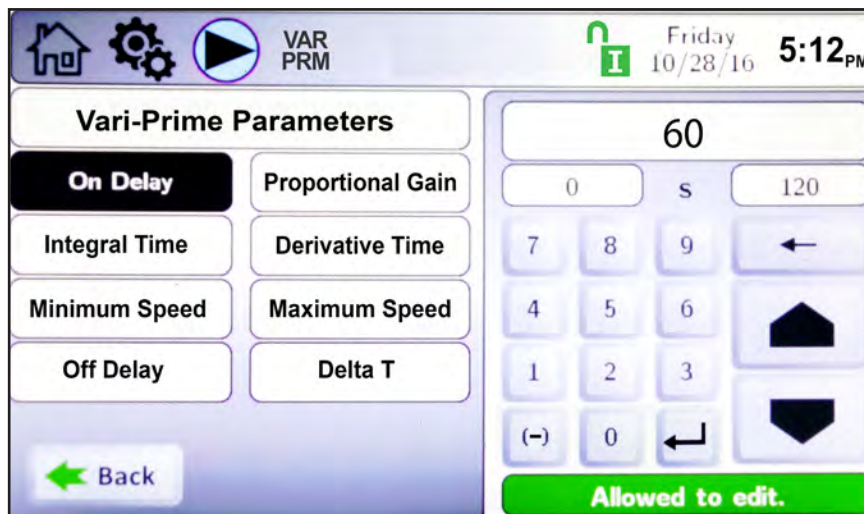 VAR
PRM
Friday
10/28/16
5:12PM
I
Vari-Prime Parameters
On Delay
Proportional Gain
Integral Time
Derivative Time
Minimum Speed
Maximum Speed
Off Delay
Delta T
Back
60
0 s 120
7 8 9
4 5 6
1 2 3
(-) 0
Allowed to edit.